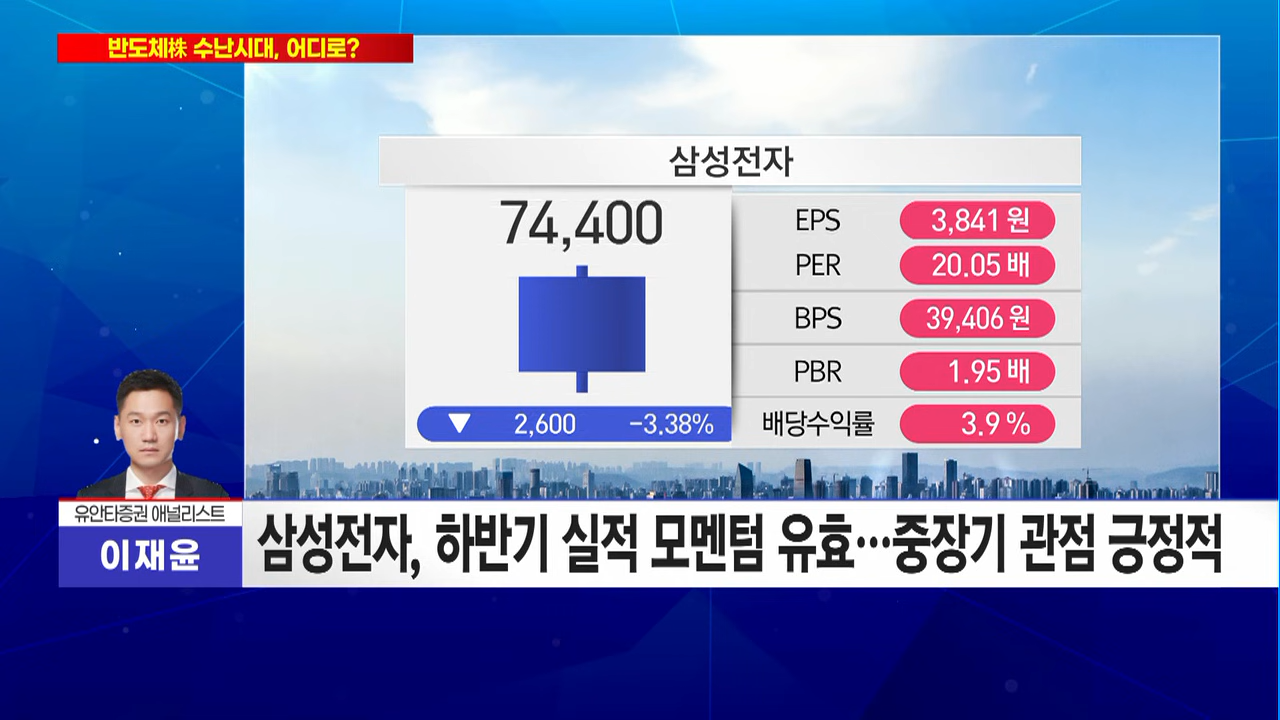 반도체株 수난시대, 어디로?
삼성전자
74,400
▼ 2,600 -3.38%
EPS 3,841 원
PER 20.05 배
BPS 39,406 원
PBR 1.95 배
배당수익률 3.9 %
유안타증권 애널리스트
이재윤
삼성전자, 하반기 실적 모멘텀 유효…중장기 관점 긍정적